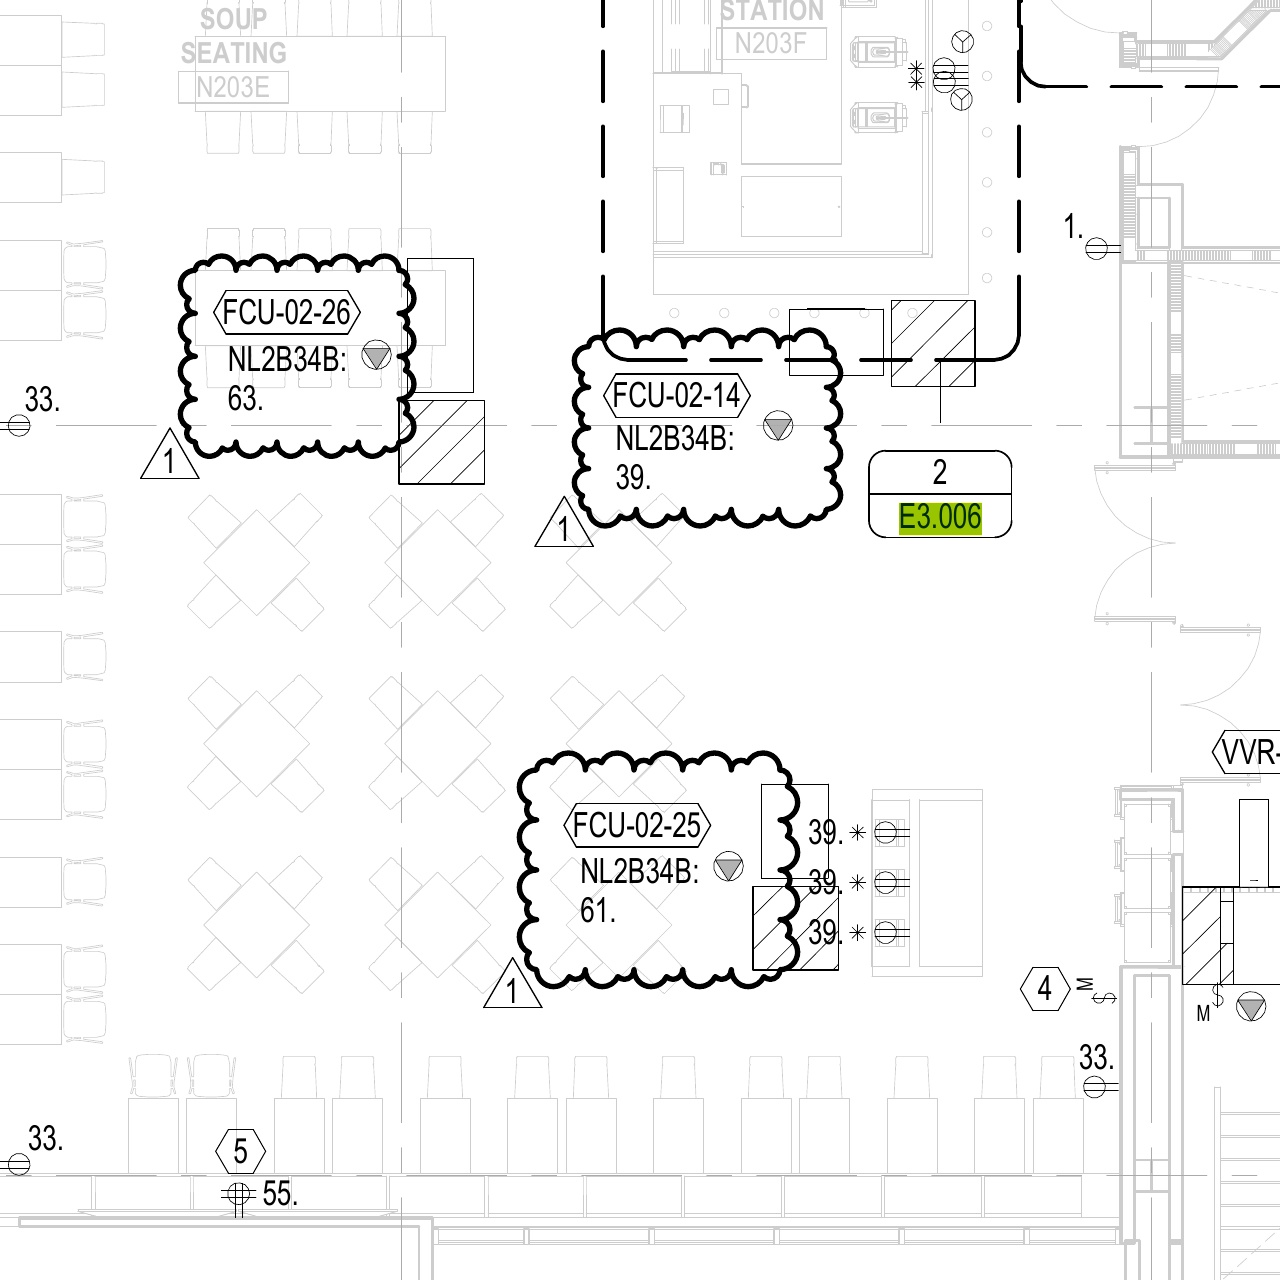 SOUP
SEATING
N203E
STATION
N203F
1.
FCU-02-26
NL2B34B:
63.
33.
1
FCU-02-14
NL2B34B:
39.
1
2
E3.006
VVR-
FCU-02-25
NL2B34B:
61.
1
39.
39.
39.
4
M
M
33.
33.
5
55.